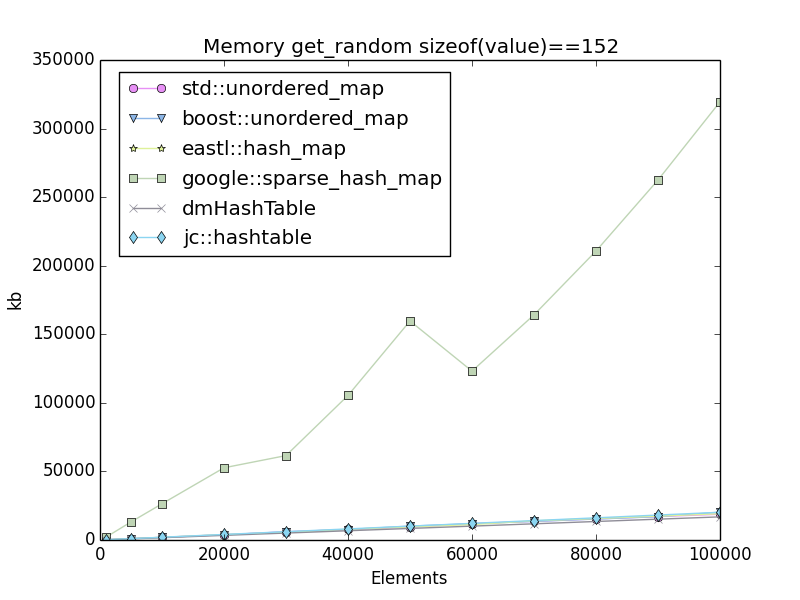 Memory get_random sizeof(value)==152
350000
300000
250000
200000
150000
100000
50000
0
kb
std::unordered_map
boost::unordered_map
eastl::hash_map
google::sparse_hash_map
dmHashTable
jc::hashtable
0 20000 40000 60000 80000 100000
Elements